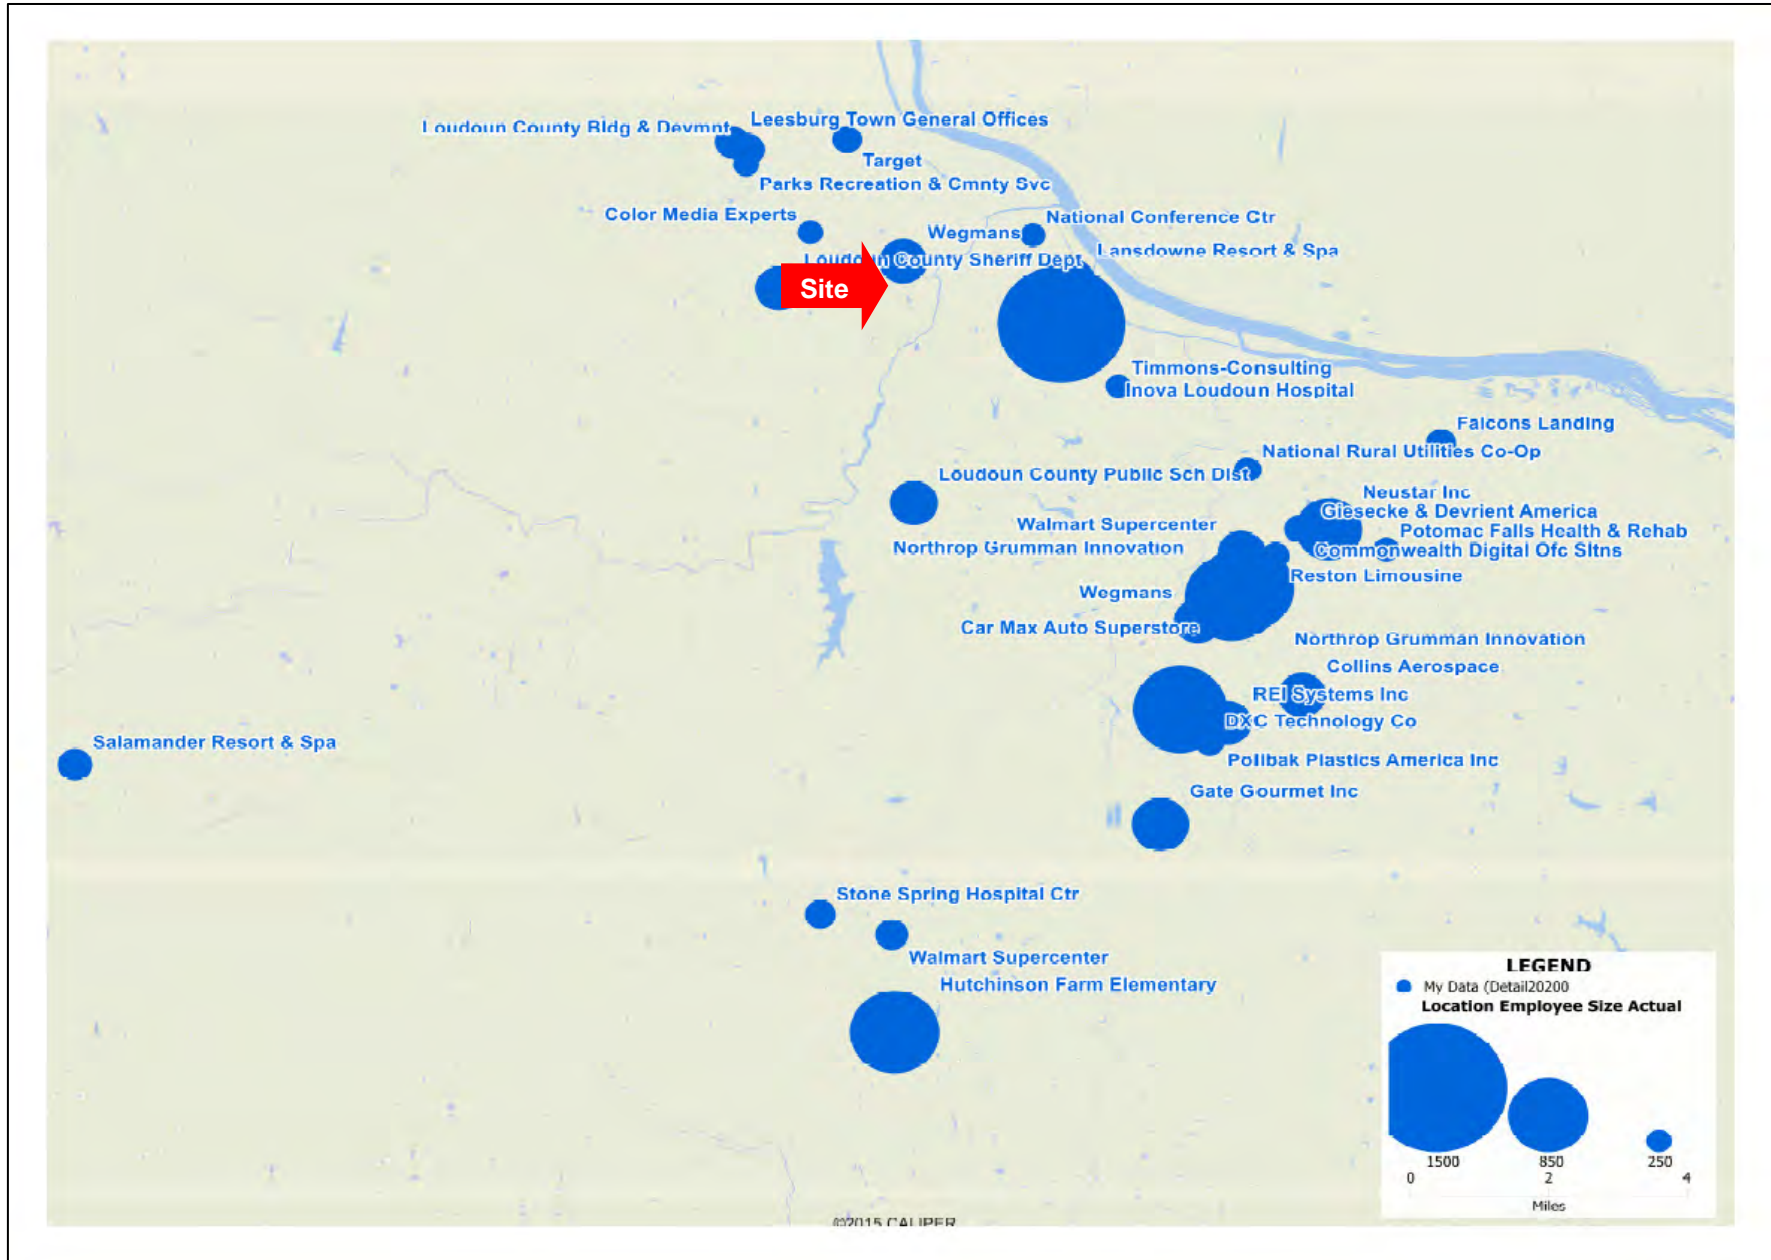 Leesburg Town General Offices
Loudoun County Bldg & Devmnt
Target
Parks Recreation & Cmnty Svc
Color Media Experts
National Conference Ctr
Wegmans
Lansdowne Resort & Spa
Loudoun County Sheriff Dept
Site
Timmons-Consulting
Inova Loudoun Hospital
Falcons Landing
National Rural Utilities Co-Op
Loudoun County Public Sch Dist
Neustar Inc
Giesecke & Devrient America
Walmart Supercenter
Potomac Falls Health & Rehab
Northrop Grumman Innovation
Commonwealth Digital Ofc Sltns
Reston Limousine
Wegmans
Car Max Auto Superstore
Northrop Grumman Innovation
Collins Aerospace
REI Systems Inc
DXC Technology Co
Salamander Resort & Spa
Polibak Plastics America Inc
Gate Gourmet Inc
Stone Spring Hospital Ctr
Walmart Supercenter
Hutchinson Farm Elementary
LEGEND
My Data (Detail20200
Location Employee Size Actual
1500 850 250
0 2 4
Miles
©2015 CALIPER